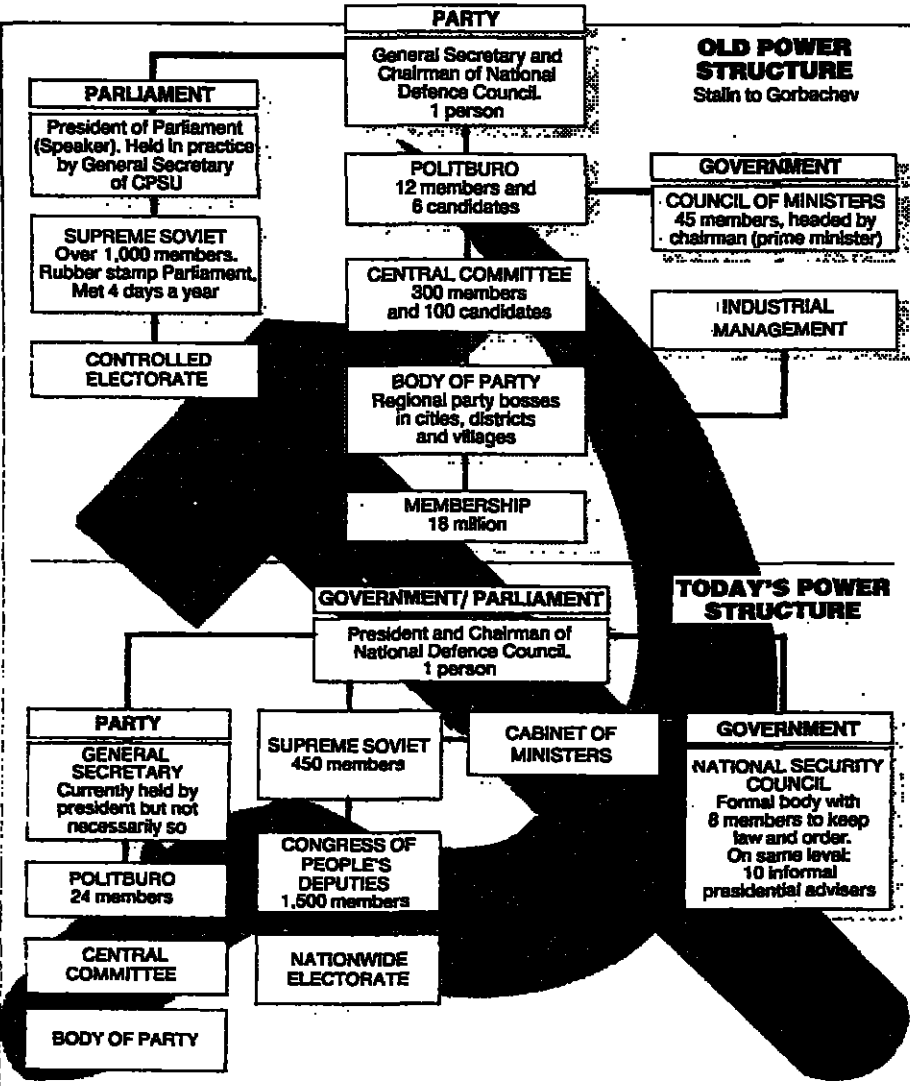 PARTY
General Secretary and
Chairman of National
Defence Council.
1 person
OLD POWER
STRUCTURE
Stalin to Gorbachev
PARLIAMENT
President of Parliament
(Speaker). Held in practice
by General Secretary
of CPSU
POLITBURO
12 members and
6 candidates
GOVERNMENT
COUNCIL OF MINISTERS
45 members, headed by
chairman (prime minister)
SUPREME SOVIET
Over 1,000 members.
Rubber stamp Parliament.
Met 4 days a year
CENTRAL COMMITTEE
300 members
and 100 candidates
INDUSTRIAL
MANAGEMENT
CONTROLLED
ELECTORATE
BODY OF PARTY
Regional party bosses
in cities, districts
and villages
MEMBERSHIP
18 million
TODAY'S POWER
STRUCTURE
GOVERNMENT/ PARLIAMENT
President and Chairman of
National Defence Council.
1 person
PARTY
GENERAL
SECRETARY
Currently held by
president but not
necessarily so
SUPREME SOVIET
450 members
CABINET OF
MINISTERS
GOVERNMENT
NATIONAL SECURITY
COUNCIL
Formal body with
8 members to keep
law and order.
On same level:
10 informal
presidential advisers
POLITBURO
24 members
CONGRESS OF
PEOPLE'S
DEPUTIES
1,500 members
CENTRAL
COMMITTEE
NATIONWIDE
ELECTORATE
BODY OF PARTY